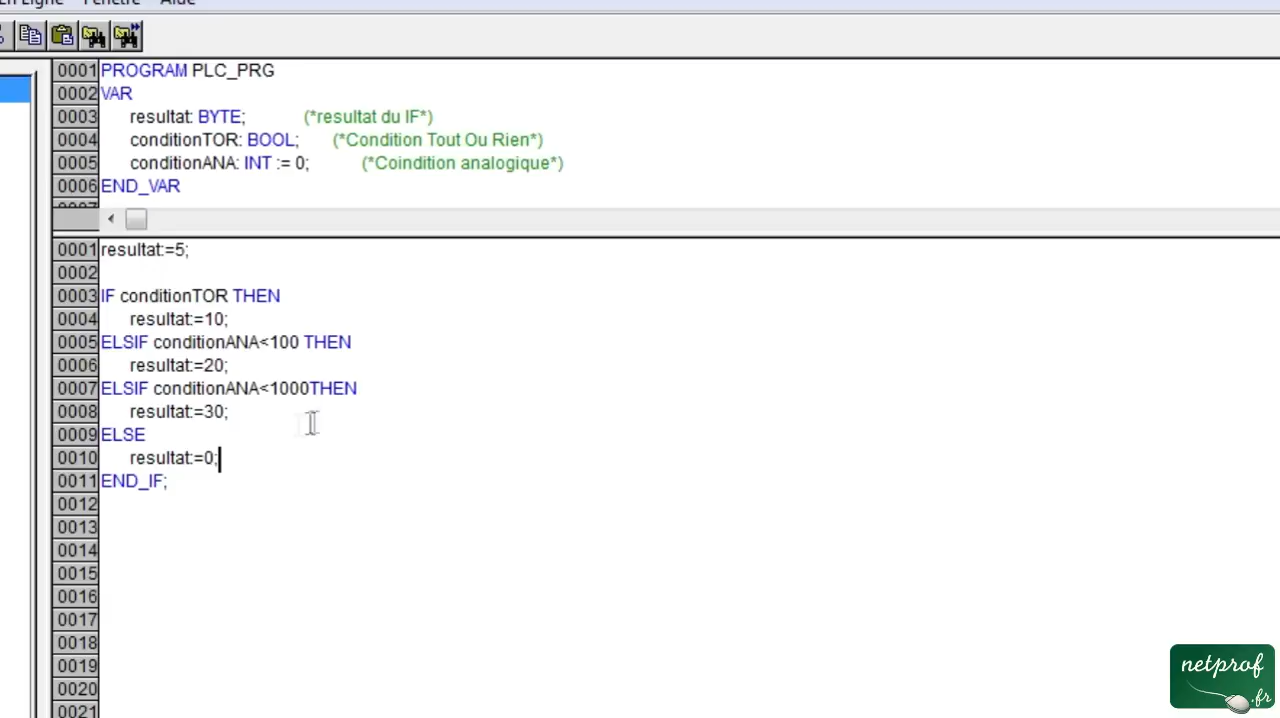 En Ligne Fenêtre Aide
0001 PROGRAM PLC_PRG
0002 VAR
0003 resultat: BYTE; (*resultat du IF*)
0004 conditionTOR: BOOL; (*Condition Tout Ou Rien*)
0005 conditionANA: INT := 0; (*Coindition analogique*)
0006 END_VAR
0007
0001 resultat:=5;
0002
0003 IF conditionTOR THEN
0004 resultat:=10;
0005 ELSIF conditionANA<100 THEN
0006 resultat:=20;
0007 ELSIF conditionANA<1000THEN
0008 resultat:=30;
0009 ELSE
0010 resultat:=0;
0011 END_IF;
0012
0013
0014
0015
0016
0017
0018
0019
0020
0021
netprof
.fr